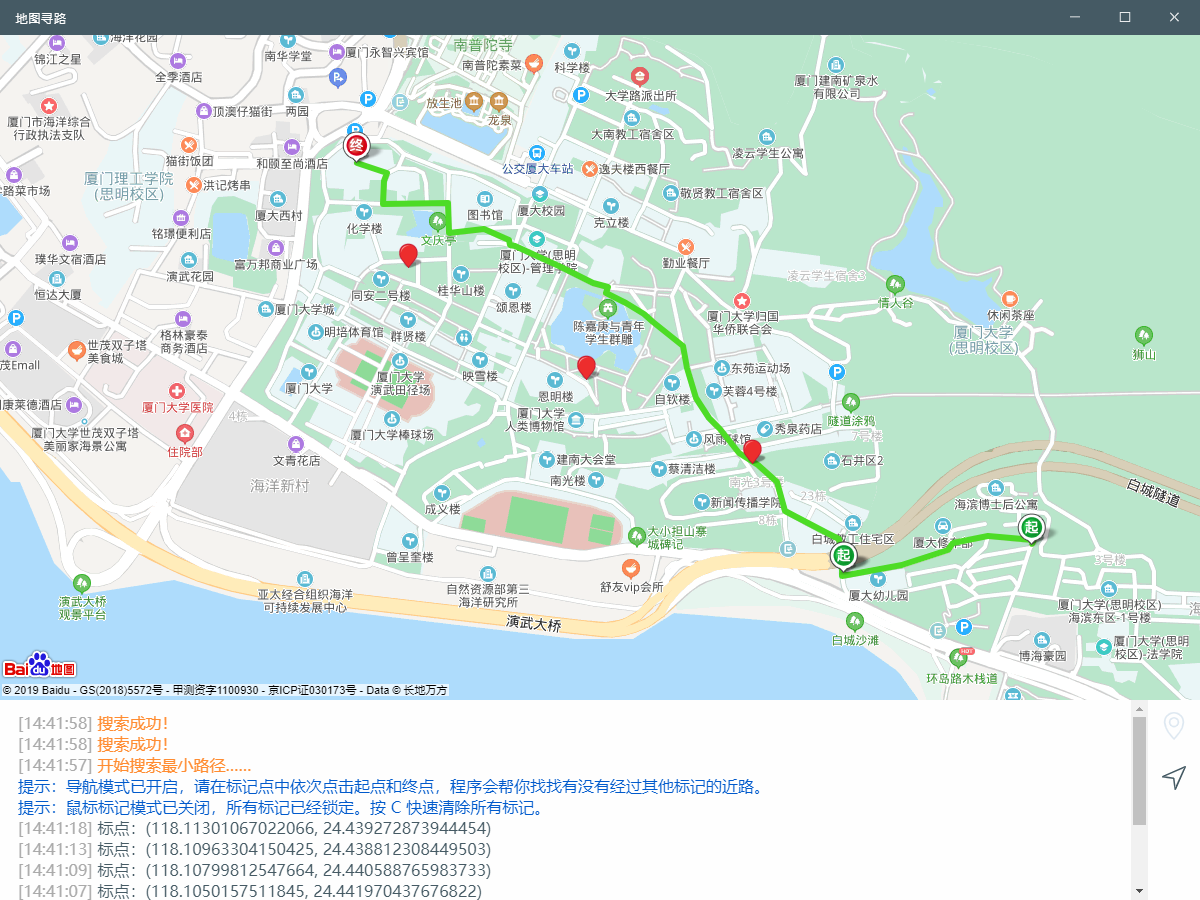 地图寻路
锦江之星
海洋花园
全季酒店
南华学堂
厦门永智兴宾馆
南普陀寺
南普陀素菜
科学楼
大学路派出所
厦门建南矿泉水
有限公司
顶澳仔猫街
两园
放生池
龙泉
厦门市海洋综合
行政执法支队
大南教工宿舍区
猫街饭团
和颐至尚酒店
终
公交厦大车站
逸夫楼西餐厅
凌云学生公寓
厦门理工学院
(思明校区)
洪记烤串
敬贤教工宿舍区
厦大西村
化学楼
图书馆
厦大校园
克立楼
铭璟便利店
文庆亭
厦门大学(思明
校区)-管理学院
璞华文宿酒店
富万邦商业广场
勤业餐厅
演武花园
凌云学生宿舍3
恒达大厦
同安二号楼
桂华山楼
颂恩楼
情人谷
厦门大学城
厦门大学归国
华侨联合会
休闲茶座
格林豪泰
商务酒店
明培体育馆
群贤楼
陈嘉庚与青年
学生群雕
厦门大学
(思明校区)
狮山
世茂双子塔
美食城
茂Emall
厦门大学
厦门大学
演武田径场
映雪楼
东苑运动场
恩明楼
自钦楼
芙蓉4号楼
康莱德酒店
厦门大学医院
4栋
厦门大学
人类博物馆
隧道涂鸦
厦门大学世茂双子塔
美丽家海景公寓
厦门大学棒球场
风雨球馆
秀泉药店
7号楼
住院部
文青花店
建南大会堂
蔡清洁楼
石井区2
海洋新村
南光楼
南光3号
白城隧道
成义楼
新闻传播学院
23栋
海滨博士后公寓
8栋
起
曾呈奎楼
大小担山寨
城碑记
白城教工住宅区
厦大修车部
起
3号楼
演武大桥
观景平台
亚太经合组织海洋
可持续发展中心
自然资源部第三
海洋研究所
舒友vip会所
厦大幼儿园
厦门大学(思明校区)
海滨东区-1号楼
演武大桥
白城沙滩
博海豪园
厦门大学(思明
校区)-法学院
环岛路木栈道
HOT
Bai du 地图
© 2019 Baidu - GS(2018)5572号 - 甲测资字1100930 - 京ICP证030173号 - Data © 长地万方
[14:41:58] 搜索成功！
[14:41:58] 搜索成功！
[14:41:57] 开始搜索最小路径......
提示：导航模式已开启，请在标记点中依次点击起点和终点，程序会帮你找找有没有经过其他标记的近路。
提示：鼠标标记模式已关闭，所有标记已经锁定。按 C 快速清除所有标记。
[14:41:18] 标点：(118.11301067022066, 24.439272873944454)
[14:41:13] 标点：(118.10963304150425, 24.438812308449503)
[14:41:09] 标点：(118.10799812547664, 24.440588765983733)
[14:41:07] 标点：(118.1050157511845, 24.441970437676822)